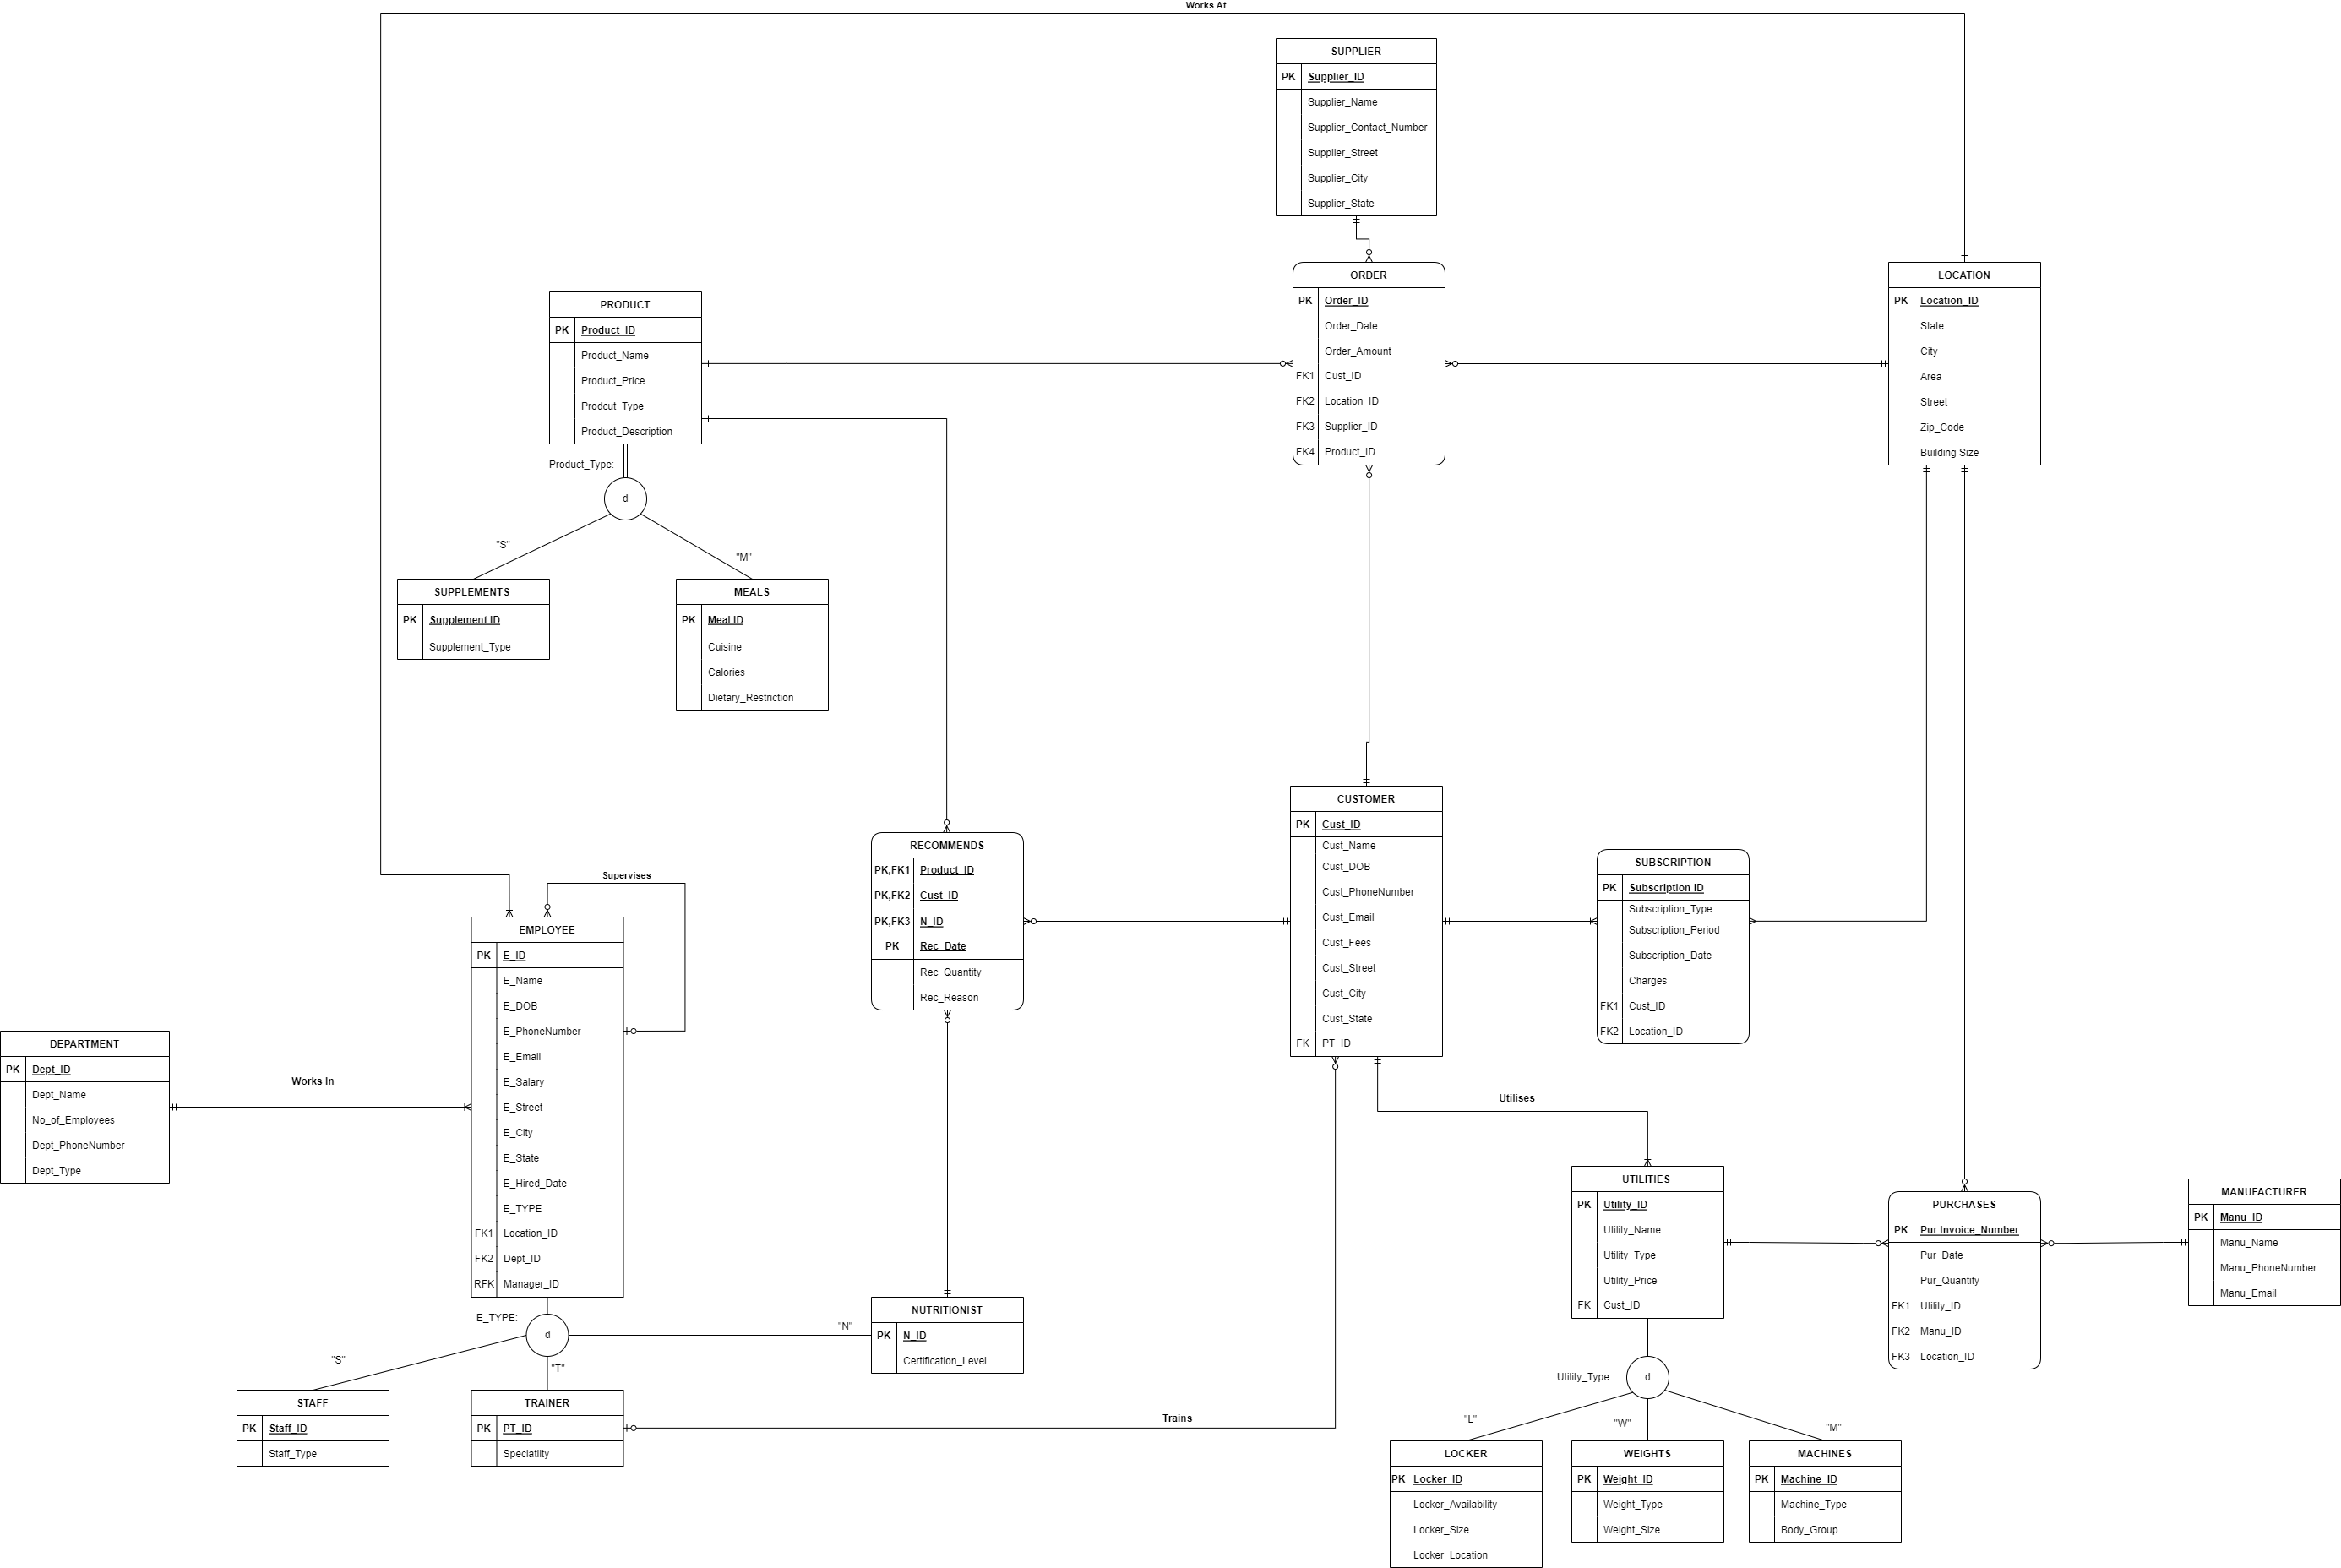 Works At
SUPPLIER
PK Supplier_ID
Supplier_Name
Supplier_Contact_Number
Supplier_Street
Supplier_City
Supplier_State
ORDER
PK Order_ID
Order_Date
Order_Amount
FK1 Cust_ID
FK2 Location_ID
FK3 Supplier_ID
FK4 Product_ID
LOCATION
PK Location_ID
State
City
Area
Street
Zip_Code
Building Size
PRODUCT
PK Product_ID
Product_Name
Product_Price
Prodcut_Type
Product_Description
Product_Type:
d
"S"
"M"
SUPPLEMENTS
PK Supplement ID
Supplement_Type
MEALS
PK Meal ID
Cuisine
Calories
Dietary_Restriction
CUSTOMER
PK Cust_ID
Cust_Name
Cust_DOB
Cust_PhoneNumber
Cust_Email
Cust_Fees
Cust_Street
Cust_City
Cust_State
FK PT_ID
RECOMMENDS
PK,FK1 Product_ID
PK,FK2 Cust_ID
PK,FK3 N_ID
PK Rec_Date
Rec_Quantity
Rec_Reason
SUBSCRIPTION
PK Subscription ID
Subscription_Type
Subscription_Period
Subscription_Date
Charges
FK1 Cust_ID
FK2 Location_ID
Supervises
EMPLOYEE
PK E_ID
E_Name
E_DOB
E_PhoneNumber
E_Email
E_Salary
E_Street
E_City
E_State
E_Hired_Date
E_TYPE
FK1 Location_ID
FK2 Dept_ID
RFK Manager_ID
DEPARTMENT
PK Dept_ID
Dept_Name
No_of_Employees
Dept_PhoneNumber
Dept_Type
Works In
Utilises
UTILITIES
PK Utility_ID
Utility_Name
Utility_Type
Utility_Price
FK Cust_ID
PURCHASES
PK Pur Invoice_Number
Pur_Date
Pur_Quantity
FK1 Utility_ID
FK2 Manu_ID
FK3 Location_ID
MANUFACTURER
PK Manu_ID
Manu_Name
Manu_PhoneNumber
Manu_Email
E_TYPE:
d
"S"
"T"
"N"
NUTRITIONIST
PK N_ID
Certification_Level
STAFF
PK Staff_ID
Staff_Type
TRAINER
PK PT_ID
Speciatlity
Trains
Utility_Type:
d
"L"
"W"
"M"
LOCKER
PK Locker_ID
Locker_Availability
Locker_Size
Locker_Location
WEIGHTS
PK Weight_ID
Weight_Type
Weight_Size
MACHINES
PK Machine_ID
Machine_Type
Body_Group